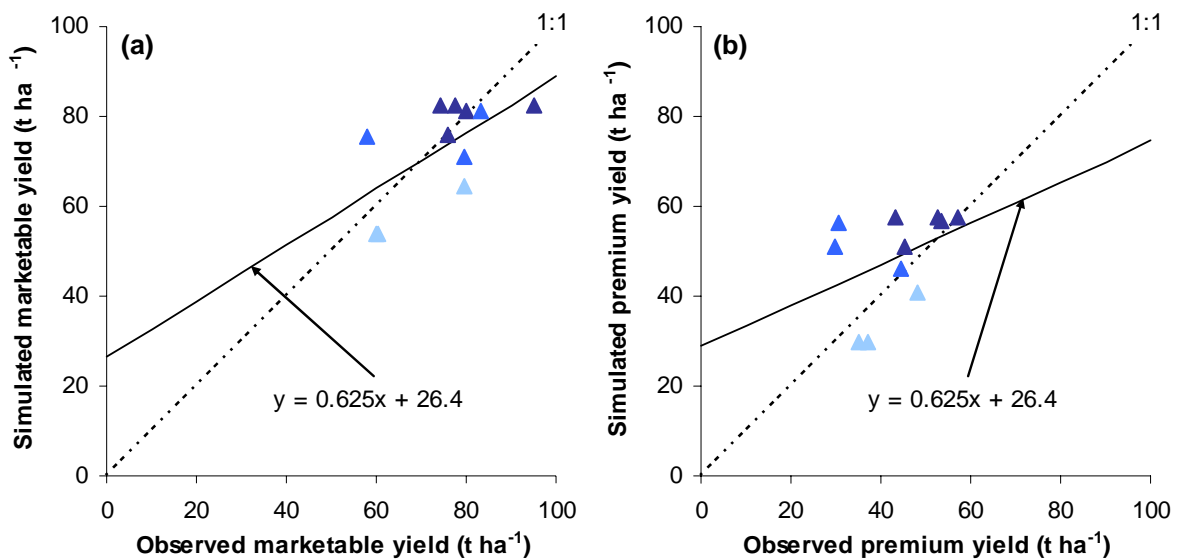 (a)
1:1
100
80
60
40
20
0
0 20 40 60 80 100
Simulated marketable yield (t ha -1)
Observed marketable yield (t ha-1)
y = 0.625x + 26.4
(b)
1:1
100
80
60
40
20
0
0 20 40 60 80 100
Simulated premium yield (t ha -1)
Observed premium yield (t ha-1)
y = 0.625x + 26.4